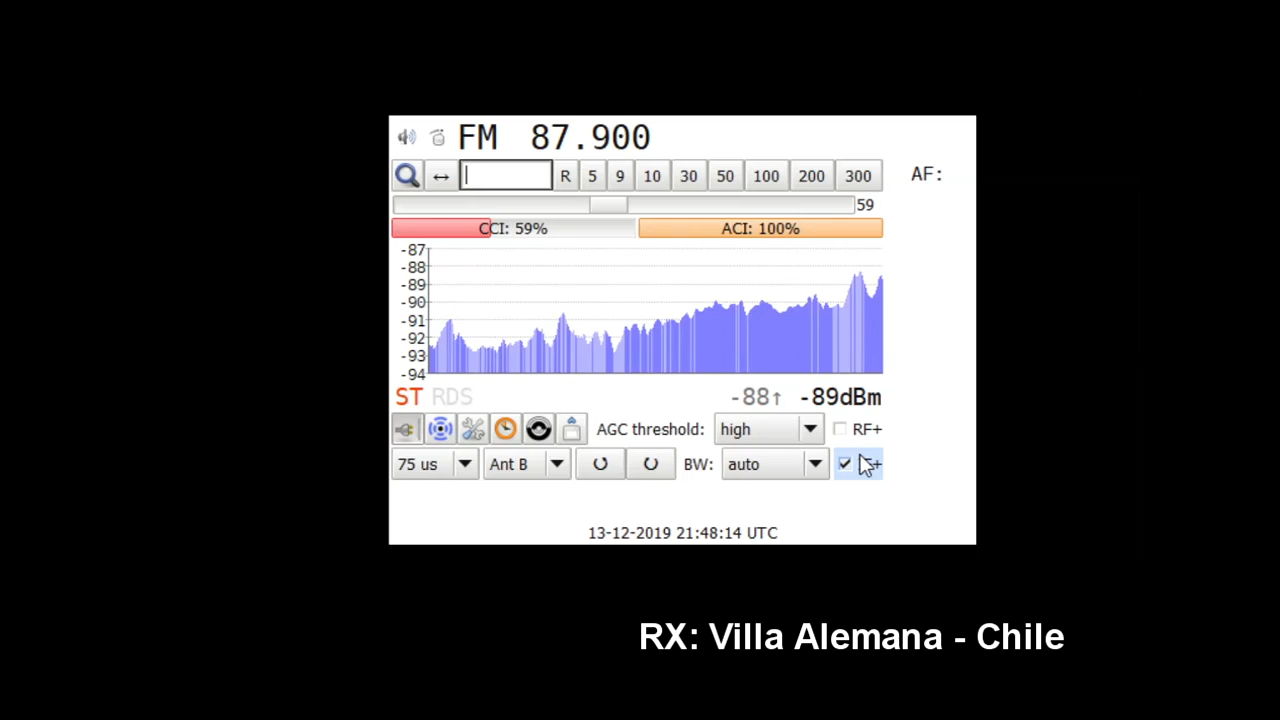 FM 87.900
R 5 9 10 30 50 100 200 300 AF:
59
CCI: 59% ACI: 100%
-87
-88
-89
-90
-91
-92
-93
-94
ST RDS -88↑ -89dBm
AGC threshold: high RF+
75 us Ant B BW: auto
13-12-2019 21:48:14 UTC
RX: Villa Alemana - Chile